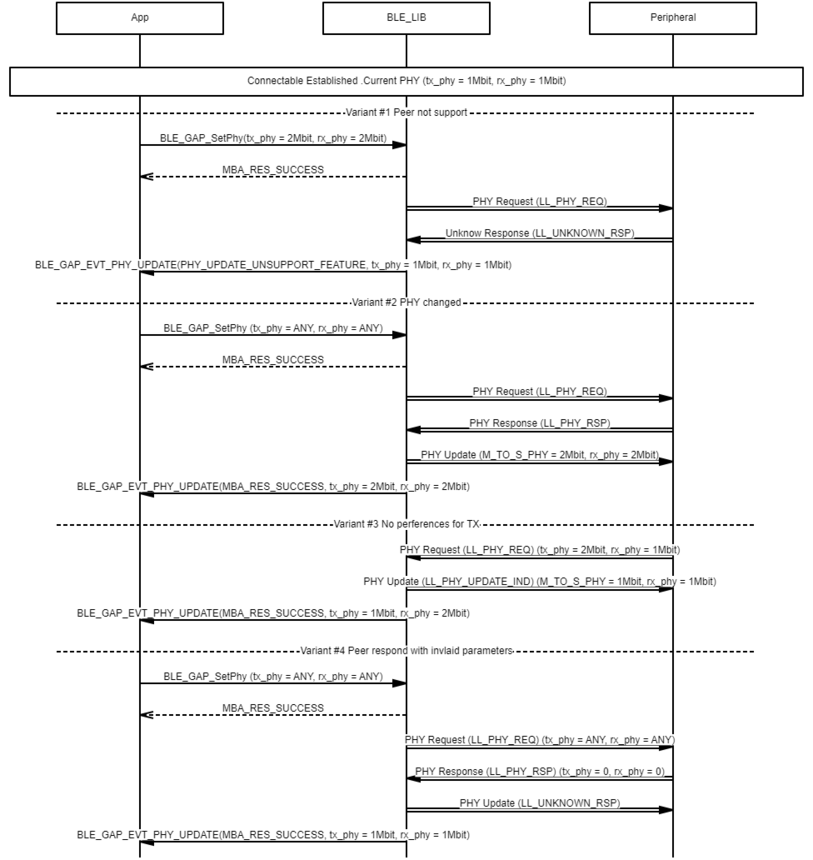 App
BLE_LIB
Peripheral
Connectable Established .Current PHY (tx_phy = 1Mbit, rx_phy = 1Mbit)
Variant #1 Peer not support
BLE_GAP_SetPhy(tx_phy = 2Mbit, rx_phy = 2Mbit)
MBA_RES_SUCCESS
PHY Request (LL_PHY_REQ)
Unknow Response (LL_UNKNOWN_RSP)
BLE_GAP_EVT_PHY_UPDATE(PHY_UPDATE_UNSUPPORT_FEATURE, tx_phy = 1Mbit, rx_phy = 1Mbit)
Variant #2 PHY changed
BLE_GAP_SetPhy (tx_phy = ANY, rx_phy = ANY)
MBA_RES_SUCCESS
PHY Request (LL_PHY_REQ)
PHY Response (LL_PHY_RSP)
PHY Update (M_TO_S_PHY = 2Mbit, rx_phy = 2Mbit)
BLE_GAP_EVT_PHY_UPDATE(MBA_RES_SUCCESS, tx_phy = 2Mbit, rx_phy = 2Mbit)
Variant #3 No perferences for TX
PHY Request (LL_PHY_REQ) (tx_phy = 2Mbit, rx_phy = 1Mbit)
PHY Update (LL_PHY_UPDATE_IND) (M_TO_S_PHY = 1Mbit, rx_phy = 1Mbit)
BLE_GAP_EVT_PHY_UPDATE(MBA_RES_SUCCESS, tx_phy = 1Mbit, rx_phy = 2Mbit)
Variant #4 Peer respond with invlaid parameters
BLE_GAP_SetPhy (tx_phy = ANY, rx_phy = ANY)
MBA_RES_SUCCESS
PHY Request (LL_PHY_REQ) (tx_phy = ANY, rx_phy = ANY)
PHY Response (LL_PHY_RSP) (tx_phy = 0, rx_phy = 0)
PHY Update (LL_UNKNOWN_RSP)
BLE_GAP_EVT_PHY_UPDATE(MBA_RES_SUCCESS, tx_phy = 1Mbit, rx_phy = 1Mbit)